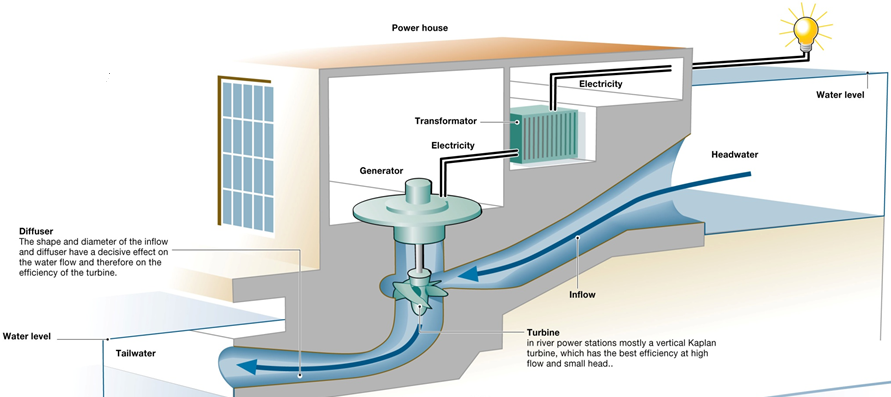 Power house
Electricity
Water level
Transformator
Electricity
Headwater
Generator
Diffuser
The shape and diameter of the inflow
and diffuser have a decisive effect on
the water flow and therefore on the
efficiency of the turbine.
Inflow
Water level
Tailwater
Turbine
in river power stations mostly a vertical Kaplan
turbine, which has the best efficiency at high
flow and small head..